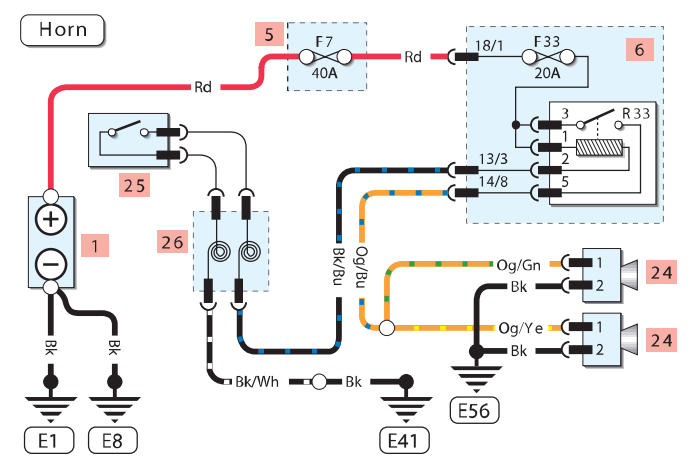 Horn
5
F7
40A
Rd
Rd
18/1
F33
20A
6
3
R33
1
13/3
2
14/8
5
25
26
1
Bk/Bu
Og/Bu
Og/Gn
1
24
Bk
2
Og/Ye
1
24
Bk
2
Bk
Bk
Bk/Wh
Bk
E1
E8
E41
E56